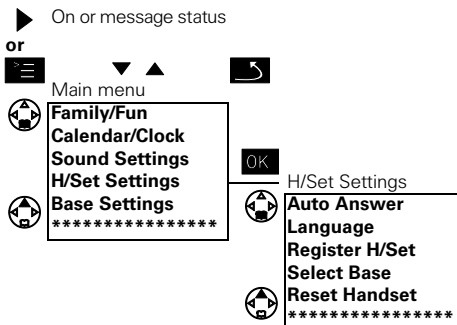 On or message status
or
Main menu
Family/Fun
Calendar/Clock
Sound Settings
H/Set Settings
Base Settings
****************
OK
H/Set Settings
Auto Answer
Language
Register H/Set
Select Base
Reset Handset
****************